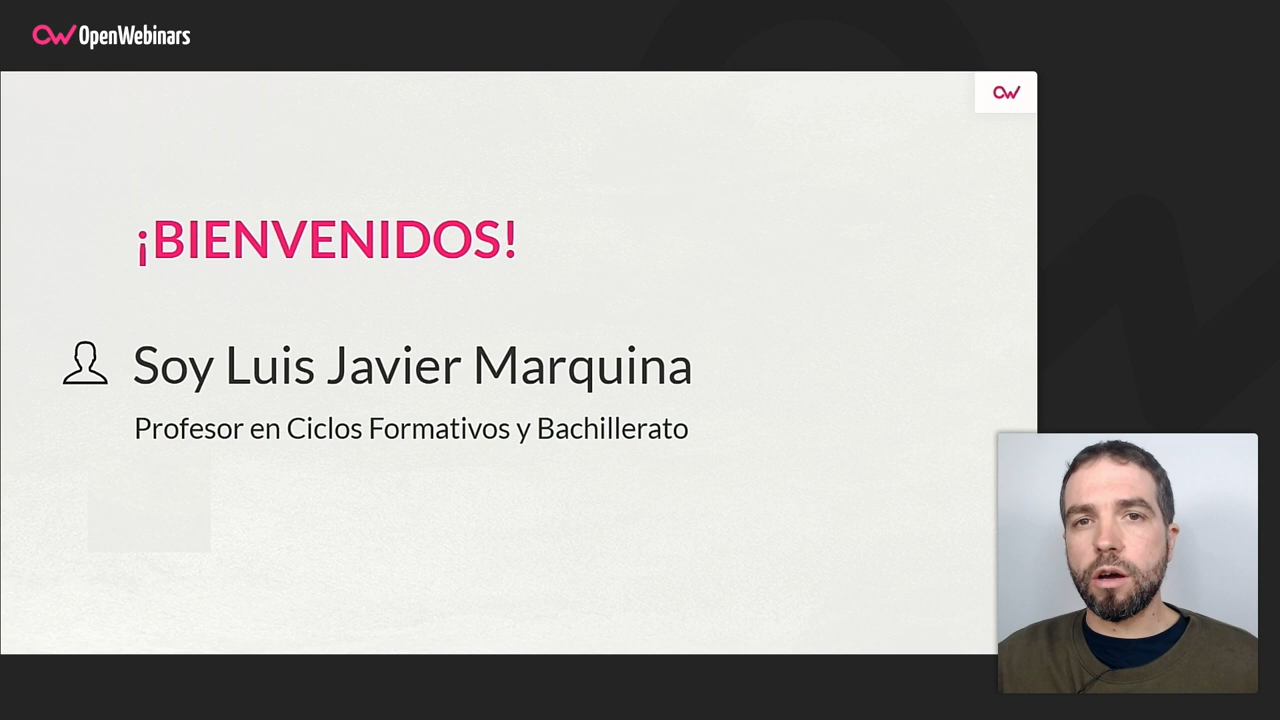 OpenWebinars
¡BIENVENIDOS!
Soy Luis Javier Marquina
Profesor en Ciclos Formativos y Bachillerato